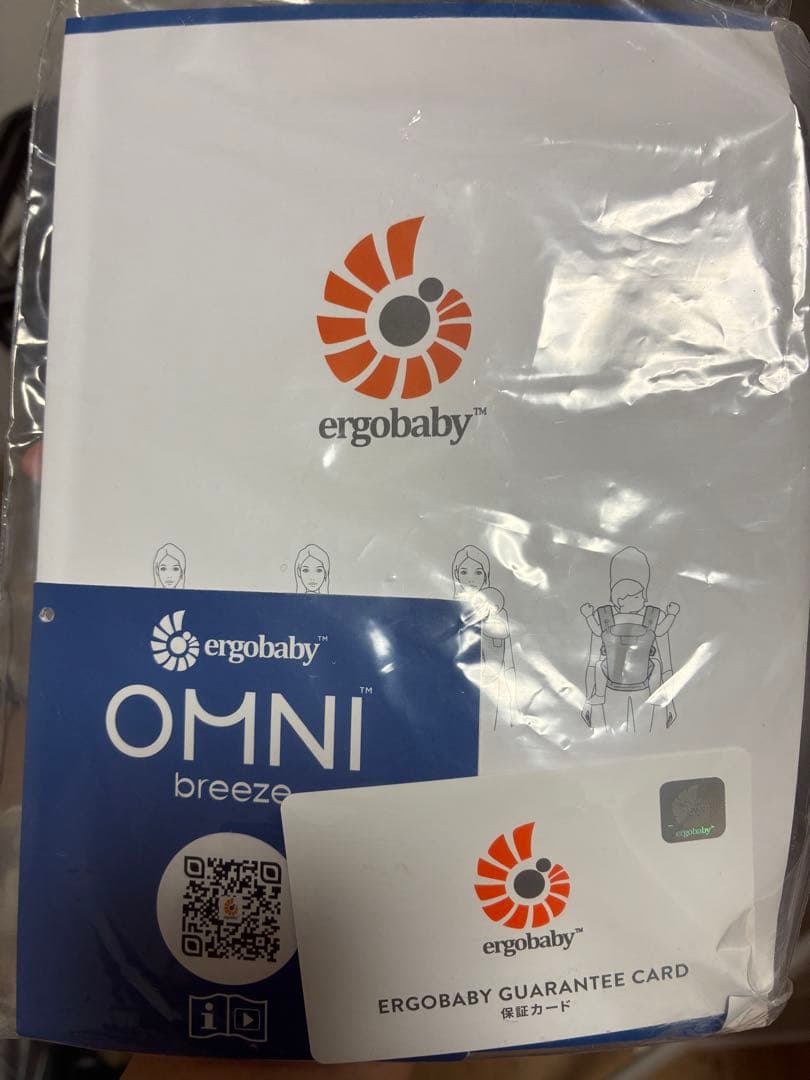 ergobaby™
ergobaby™
OMNI™
breeze
ergobaby
ergobaby™
ERGOBABY GUARANTEE CARD
保証カード